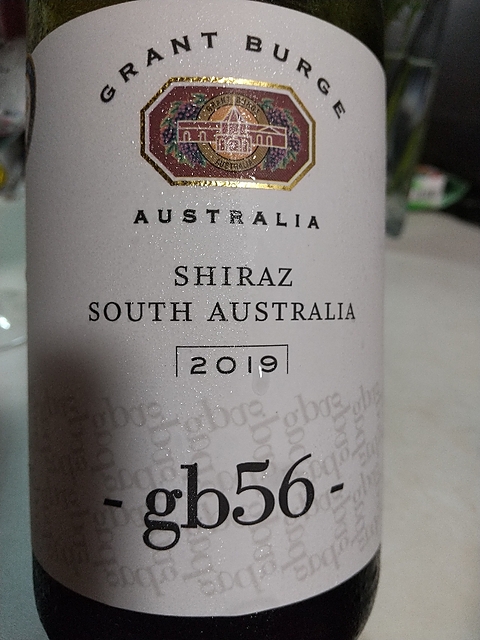 GRANT BURGE
AUSTRALIA
SHIRAZ
SOUTH AUSTRALIA
2019
- gb56 -